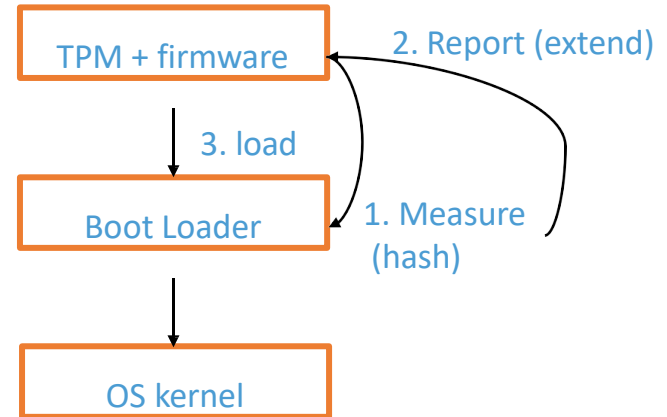 TPM + firmware
2. Report (extend)
3. load
Boot Loader
1. Measure
(hash)
OS kernel